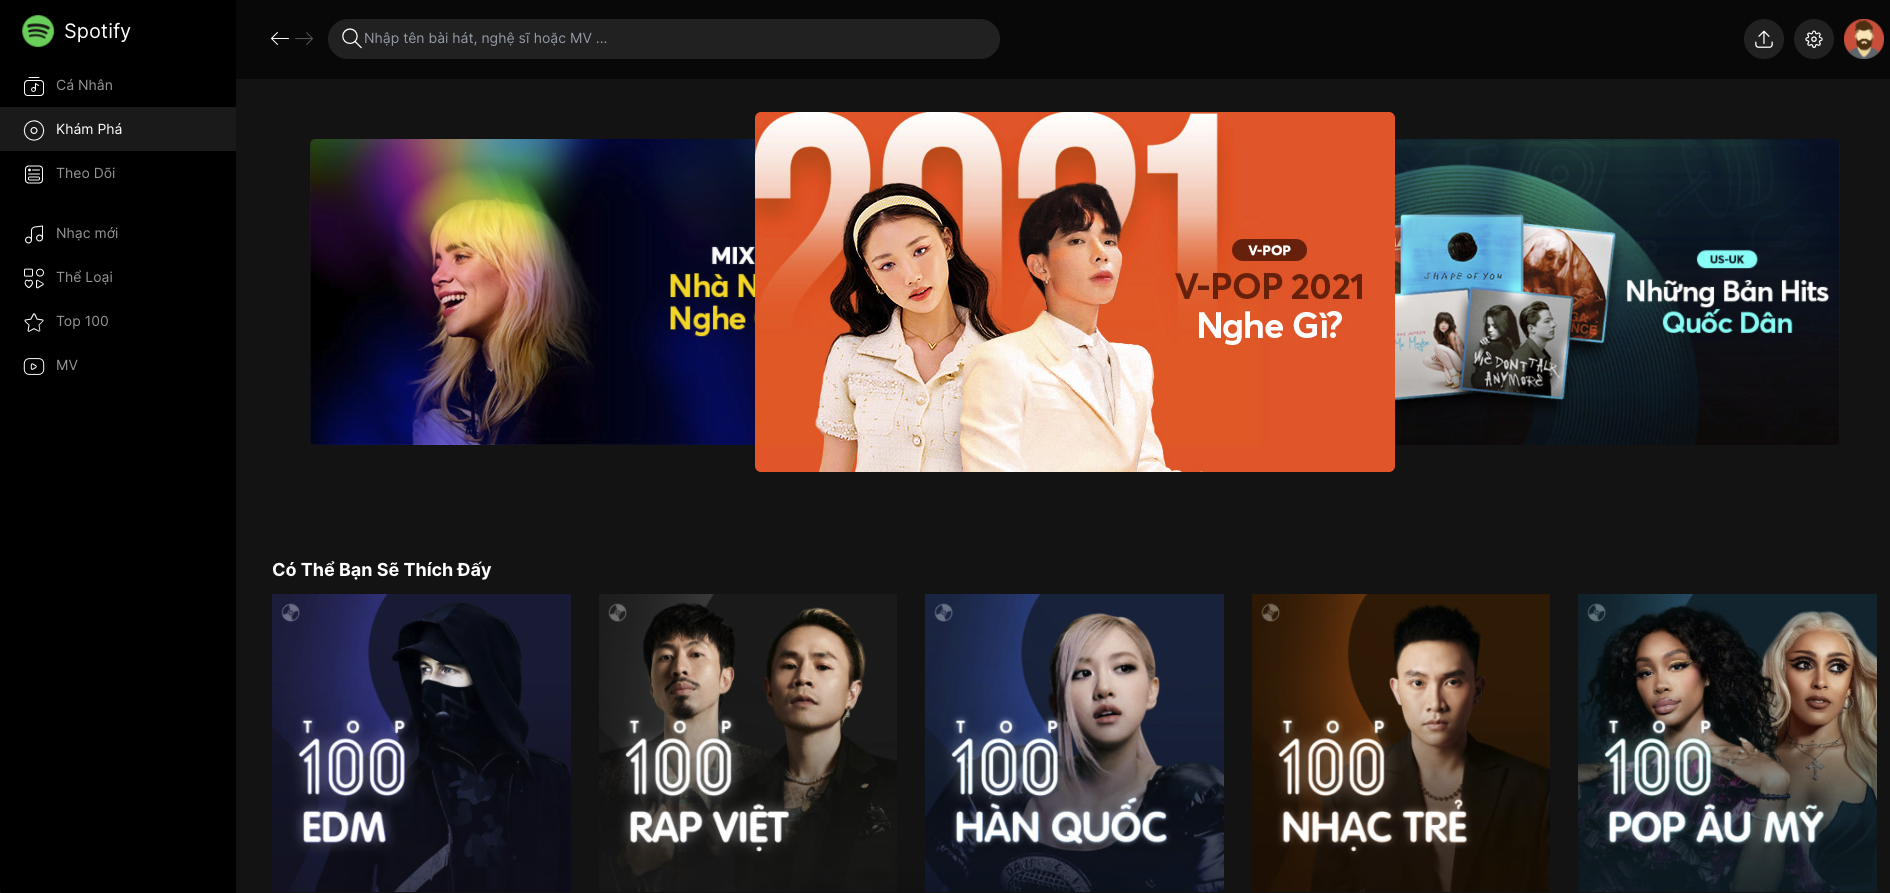 Spotify
Cá Nhân
Khám Phá
Theo Dõi
Nhạc mới
Thể Loại
Top 100
MV
Nhập tên bài hát, nghệ sĩ hoặc MV ...
MIX
Nhà N
Nghe
2021
V-POP
V-POP 2021
Nghe Gì?
SHAPE OF YOU
WE DON'T TALK
ANYMORE
US-UK
Những Bản Hits
Quốc Dân
Có Thể Bạn Sẽ Thích Đấy
TOP
100
EDM
TOP
100
RAP VIỆT
TOP
100
HÀN QUỐC
TOP
100
NHẠC TRẺ
TOP
100
POP ÂU MỸ